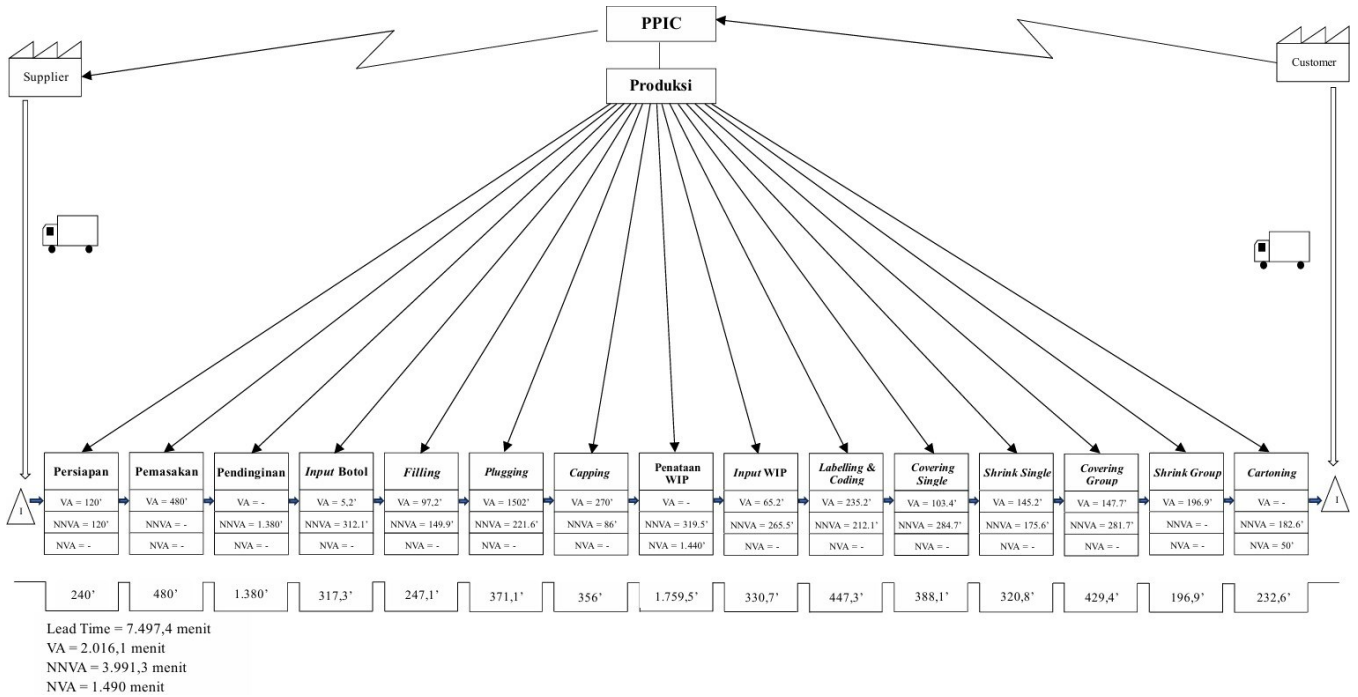 PPIC
Supplier
Customer
Produksi
Persiapan
VA = 120’
NNVA = 120’
NVA = -
Pemasakan
VA = 480’
NNVA = -
NVA = -
Pendinginan
VA = -
NNVA = 1.380’
NVA = -
Input Botol
VA = 5,2’
NNVA = 312.1’
NVA = -
Filling
VA = 97,2’
NNVA = 149.9’
NVA = -
Plugging
VA = 1502’
NNVA = 221.6’
NVA = -
Capping
VA = 270’
NNVA = 86’
NVA = -
Penataan
WIP
VA = -
NNVA = 319.5’
NVA = 1.440’
Input WIP
VA = 65.2’
NNVA = 265.5’
NVA = -
Labelling &
Coding
VA = 235.2’
NNVA = 212.1’
NVA = -
Covering
Single
VA = 103.4’
NNVA = 284.7’
NVA = -
Shrink Single
VA = 145.2’
NNVA = 175.6’
NVA = -
Covering
Group
VA = 147.7’
NNVA = 281.7’
NVA = -
Shrink Group
VA = 196.9’
NNVA = -
NVA = -
Cartoning
VA = -
NNVA = 182.6’
NVA = 50’
I
I
240’
480’
1.380’
317,3’
247,1’
371,1’
356’
1.759,5’
330,7’
447,3’
388,1’
320,8’
429,4’
196,9’
232,6’
Lead Time = 7.497,4 menit
VA = 2.016,1 menit
NNVA = 3.991,3 menit
NVA = 1.490 menit